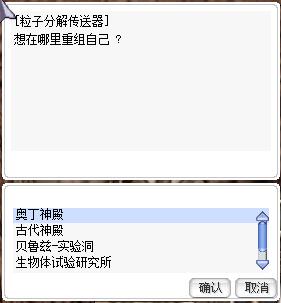 [粒子分解传送器]
想在哪里重组自己 ?
奥丁神殿
古代神殿
贝鲁兹-实验洞
生物体试验研究所
确认 取消